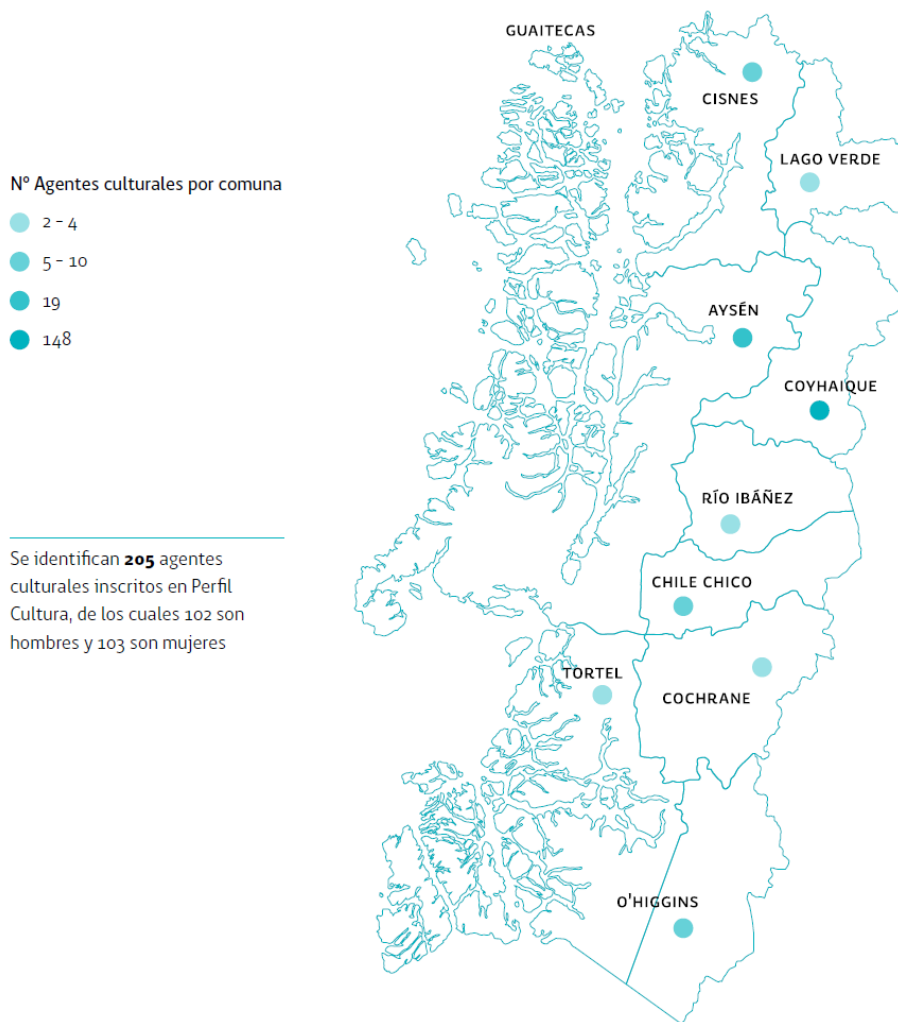 GUAITECAS
CISNES
LAGO VERDE
N° Agentes culturales por comuna
2 - 4
5 - 10
19
148
AYSÉN
COYHAIQUE
RÍO IBÁÑEZ
Se identifican 205 agentes
culturales inscritos en Perfil
Cultura, de los cuales 102 son
hombres y 103 son mujeres
CHILE CHICO
TORTEL
COCHRANE
O'HIGGINS